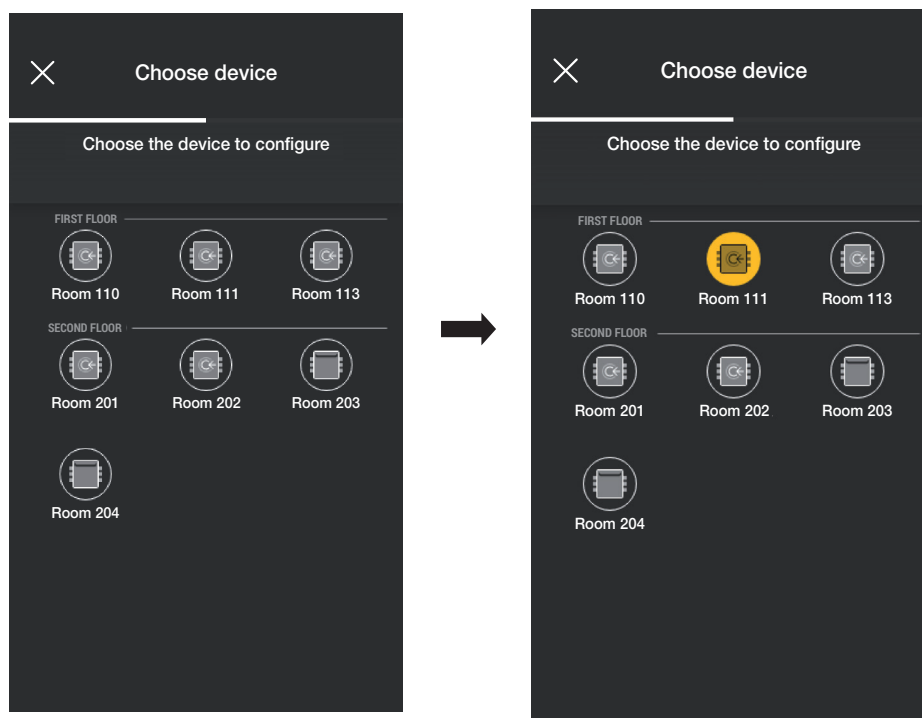 Choose device
Choose the device to configure
FIRST FLOOR
Room 110 Room 111 Room 113
SECOND FLOOR
Room 201 Room 202 Room 203
Room 204
Choose device
Choose the device to configure
FIRST FLOOR
Room 110 Room 111 Room 113
SECOND FLOOR
Room 201 Room 202 Room 203
Room 204